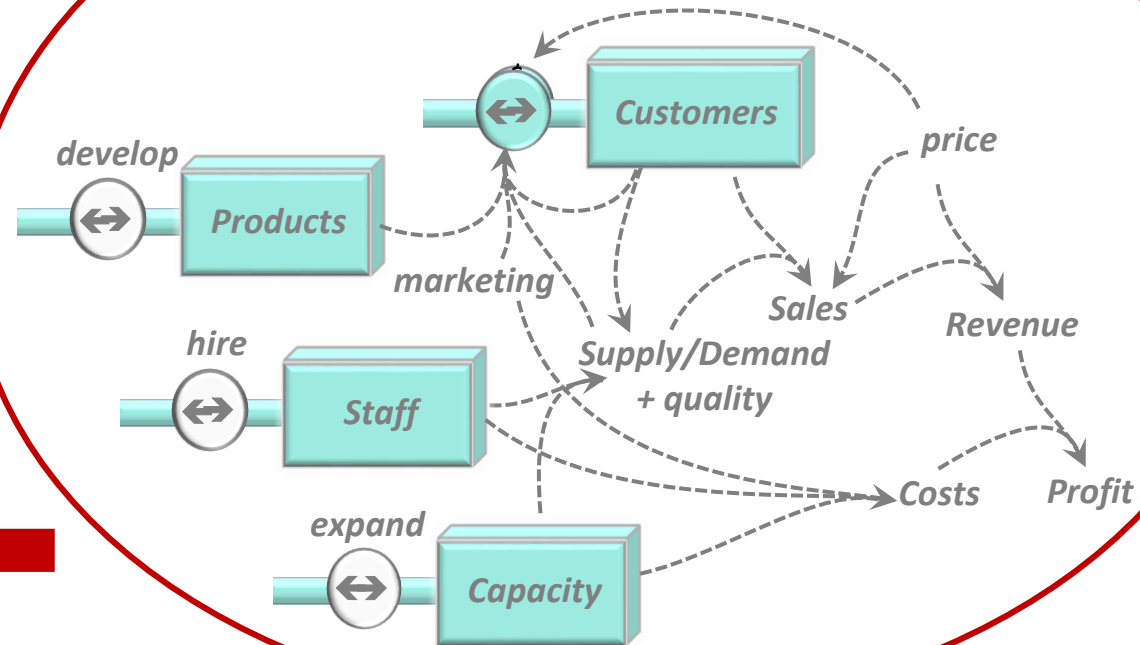 Customers
price
develop
Products
marketing
Sales
Revenue
hire
Supply/Demand
+ quality
Staff
Costs
Profit
expand
Capacity